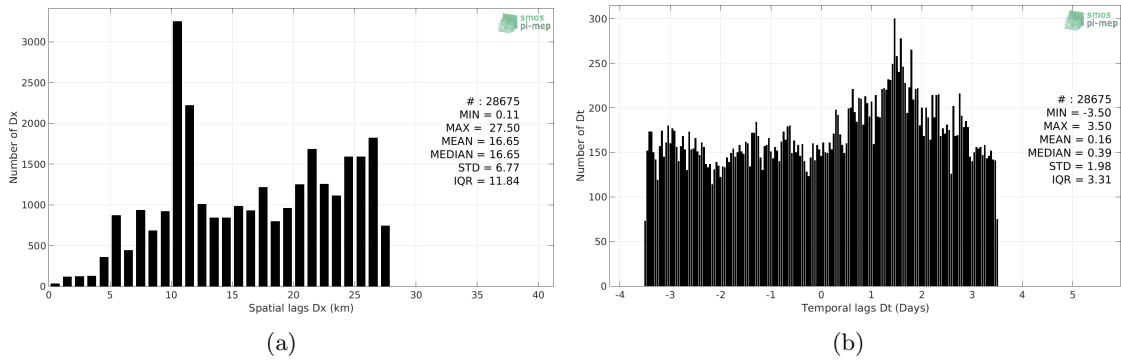 smos
pi-mep
3000
2500
2000
1500
1000
500
0
Number of Dx
# : 28675
MIN = 0.11
MAX = 27.50
MEAN = 16.65
MEDIAN = 16.65
STD = 6.77
IQR = 11.84
0 5 10 15 20 25 30 35 40
Spatial lags Dx (km)
(a)
smos
pi-mep
300
250
200
150
100
50
0
Number of Dt
# : 28675
MIN = -3.50
MAX = 3.50
MEAN = 0.16
MEDIAN = 0.39
STD = 1.98
IQR = 3.31
-4 -3 -2 -1 0 1 2 3 4 5
Temporal lags Dt (Days)
(b)